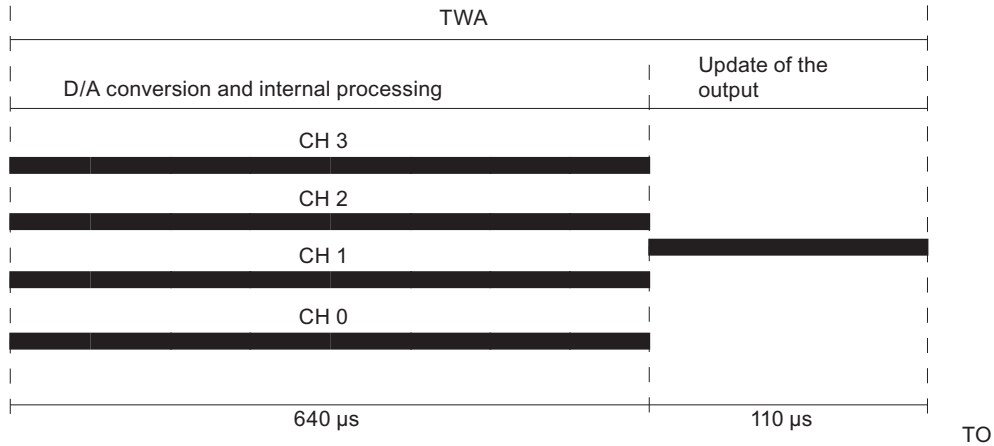 TWA
D/A conversion and internal processing
Update of the
output
CH 3
CH 2
CH 1
CH 0
640 µs
110 µs
TO